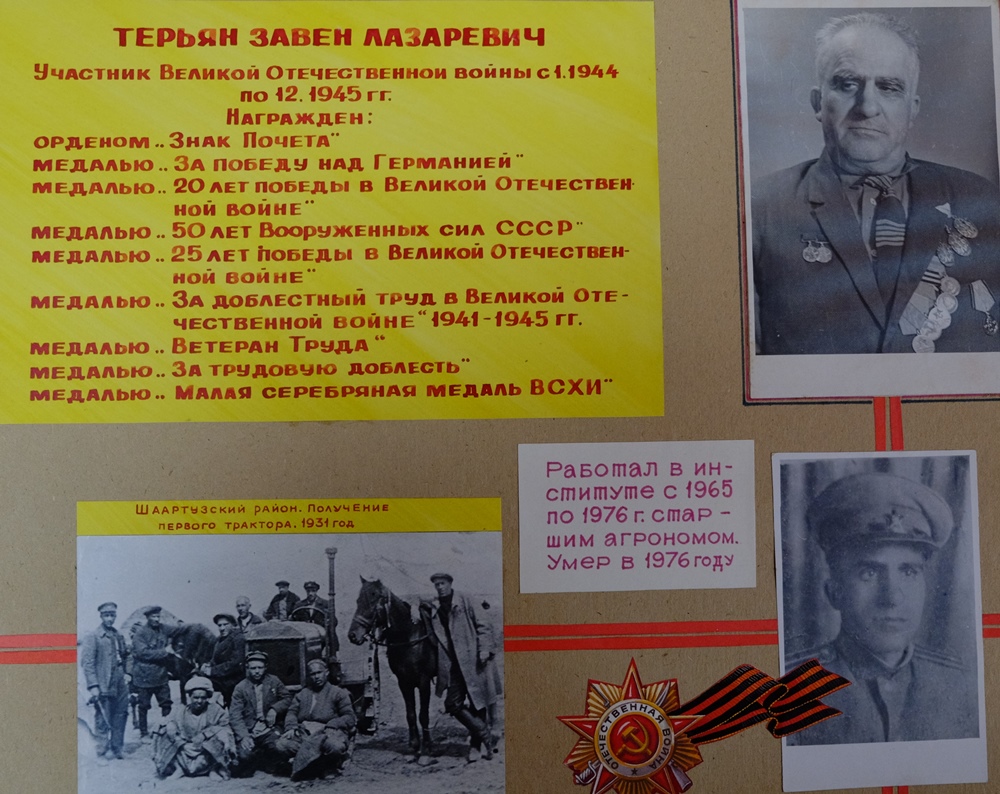 ТЕРЬЯН ЗАВЕН ЛАЗАРЕВИЧ
Участник Великой Отечественнои войны с 1.1944
по 12. 1945 гг.
Награжден:
орденом „Знак Почета"
медалью „За победу над Германией"
медалью „20 лет победы в Великой Отечествен-
ной войне"
медалью „50 лет Вооруженных сил СССР"
медалью „25 лет победы в Великой Отечествен-
ной войне"
медалью „За доблестный труд в Великой Оте-
чественной войне" 1941-1945 гг.
медалью „Ветеран Труда"
медалью „За трудовую доблесть"
медалью „Малая серебряная медаль ВСХИ"
Работал в ин-
ституте с 1965
по 1976 г. стар-
шим агрономом.
Умер в 1976 году
Шаартузский район. Получение
первого трактора. 1931 год
ОТЕЧЕСТВЕННАЯ ВОЙНА